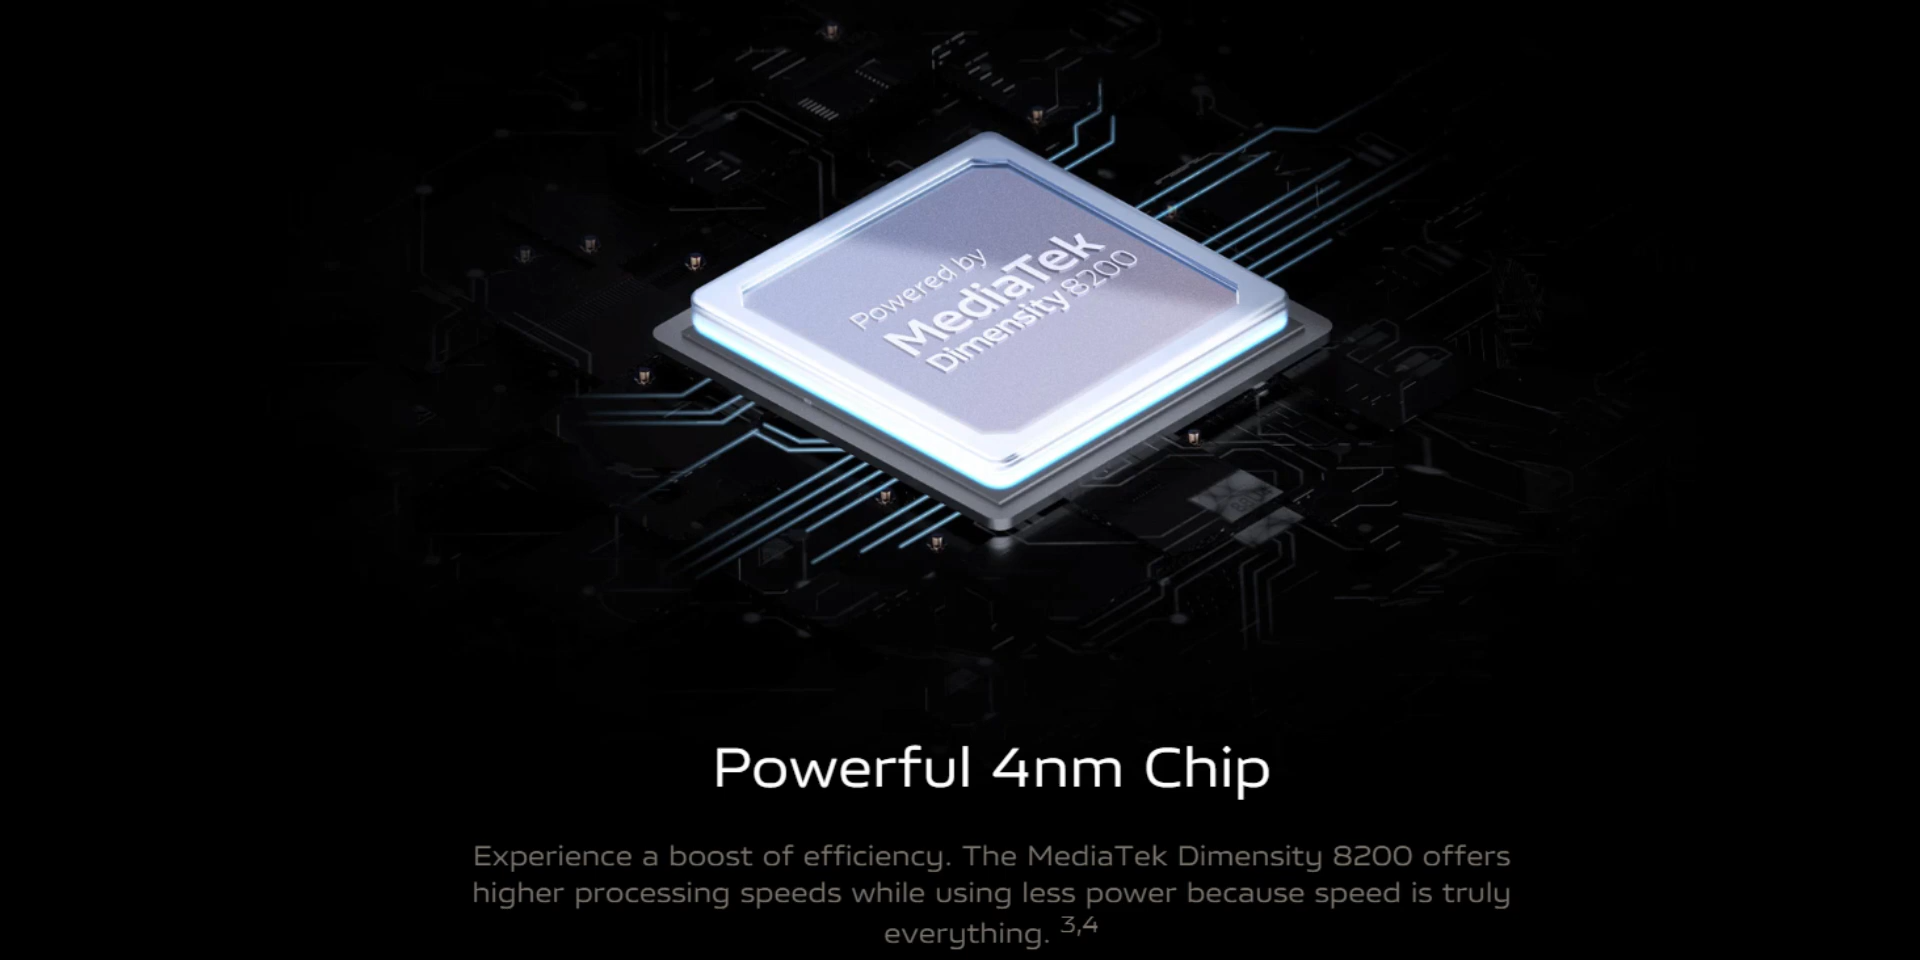 Powered by
MediaTek
Dimensity 8200
Powerful 4nm Chip
Experience a boost of efficiency. The MediaTek Dimensity 8200 offers
higher processing speeds while using less power because speed is truly
everything. 3,4